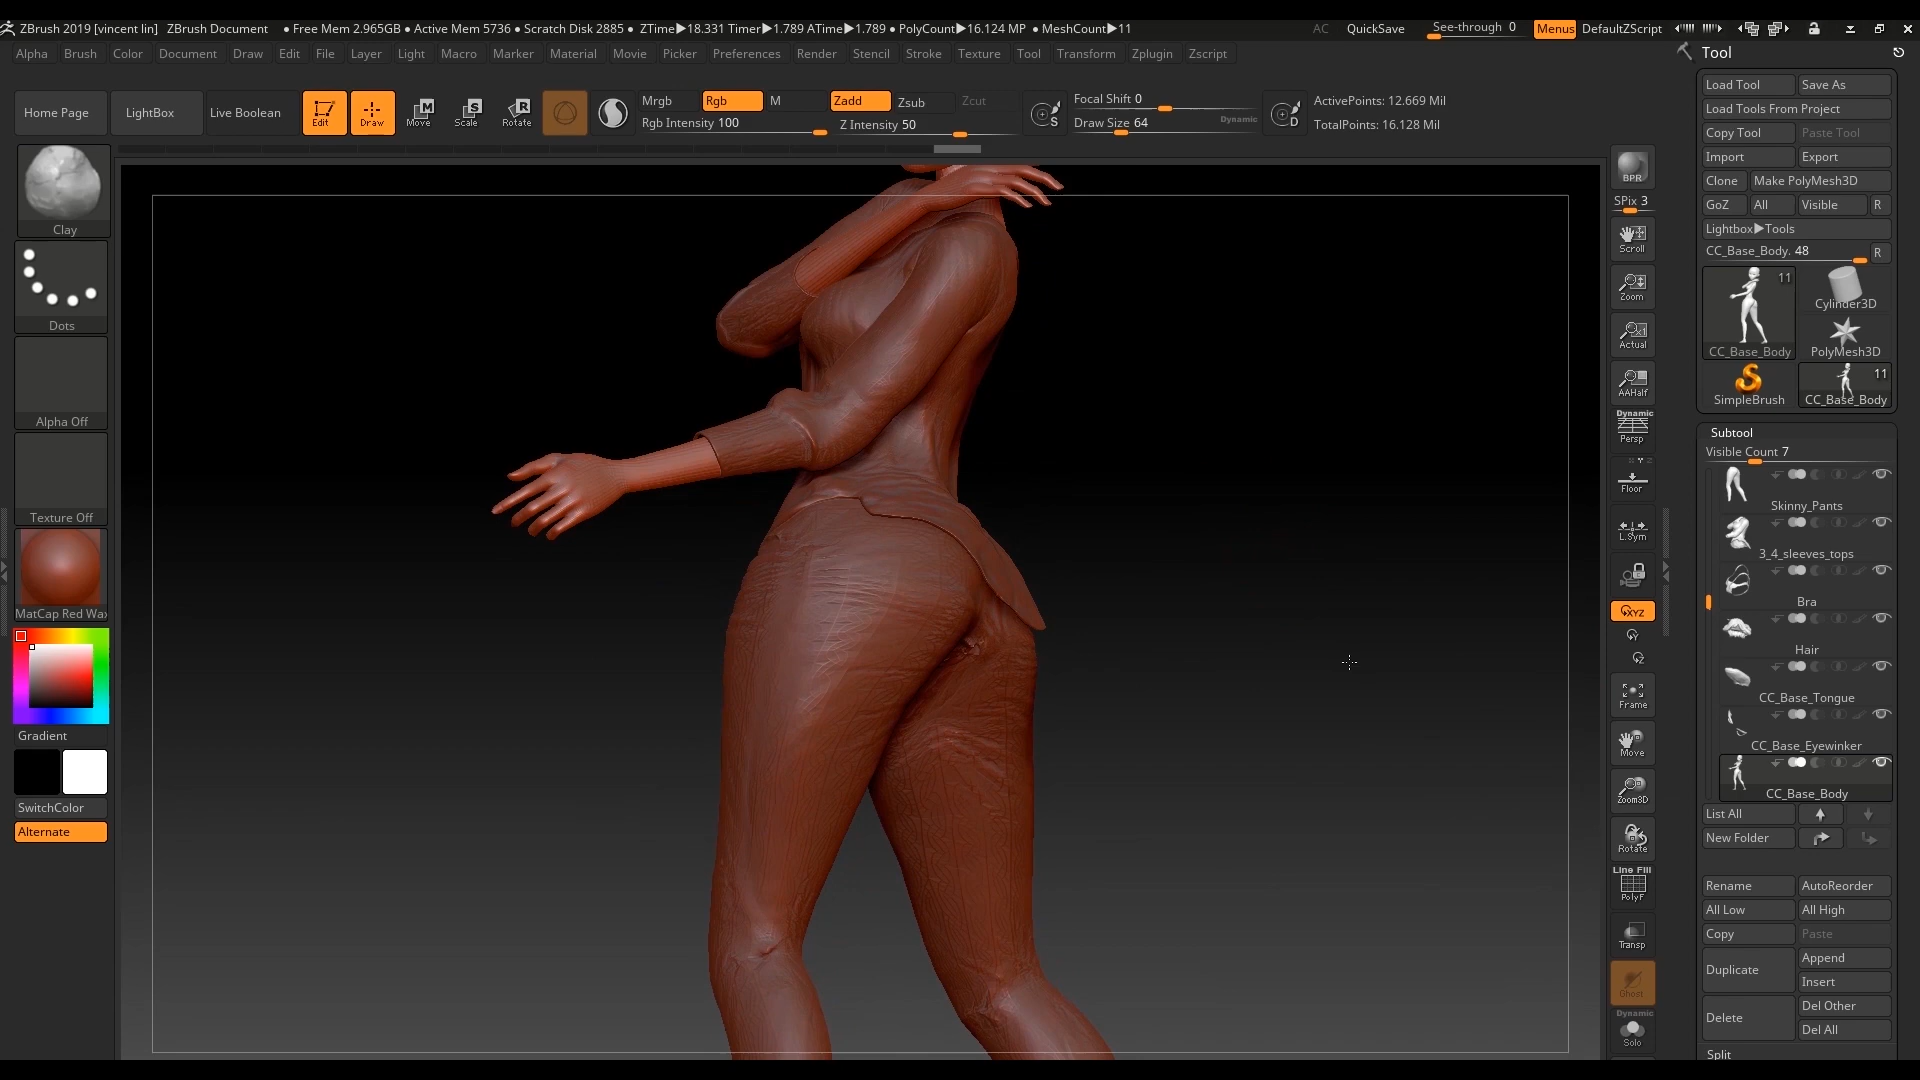 ZBrush 2019 [vincent lin] ZBrush Document ● Free Mem 2.965GB ● Active Mem 5736 ● Scratch Disk 2885 ● ZTime▶18.331 Timer▶1.789 ATime▶1.789 ● PolyCount▶16.124 MP ● MeshCount▶11 AC QuickSave See-through 0 Menus DefaultZScript
Alpha Brush Color Document Draw Edit File Layer Light Macro Marker Material Movie Picker Preferences Render Stencil Stroke Texture Tool Transform Zplugin Zscript
Home Page LightBox Live Boolean Edit Draw Move Scale Rotate
M S R
Mrgb Rgb M Zadd Zsub Zcut
Rgb Intensity 100 Z Intensity 50
S Focal Shift 0
Draw Size 64 Dynamic
D ActivePoints: 12.669 Mil
TotalPoints: 16.128 Mil
Clay
Dots
Alpha Off
Texture Off
MatCap Red Wax
Gradient
SwitchColor
Alternate
BPR
SPix 3
Scroll
Zoom
Actual
AAHalf
Dynamic
Persp
Floor
L.Sym
XYZ
Y
Z
Frame
Move
Zoom3D
Rotate
Line Fill
PolyF
Transp
Ghost
Dynamic
Solo
Tool
Load Tool Save As
Load Tools From Project
Copy Tool Paste Tool
Import Export
Clone Make PolyMesh3D
GoZ All Visible R
Lightbox▶Tools
CC_Base_Body. 48 R
11
CC_Base_Body Cylinder3D
PolyMesh3D
SimpleBrush 11 CC_Base_Body
Subtool
Visible Count 7
Skinny_Pants
3_4_sleeves_tops
Bra
Hair
CC_Base_Tongue
CC_Base_Eyewinker
CC_Base_Body
List All
New Folder
Rename AutoReorder
All Low All High
Copy Paste
Duplicate Append
Insert
Delete Del Other
Del All
Split